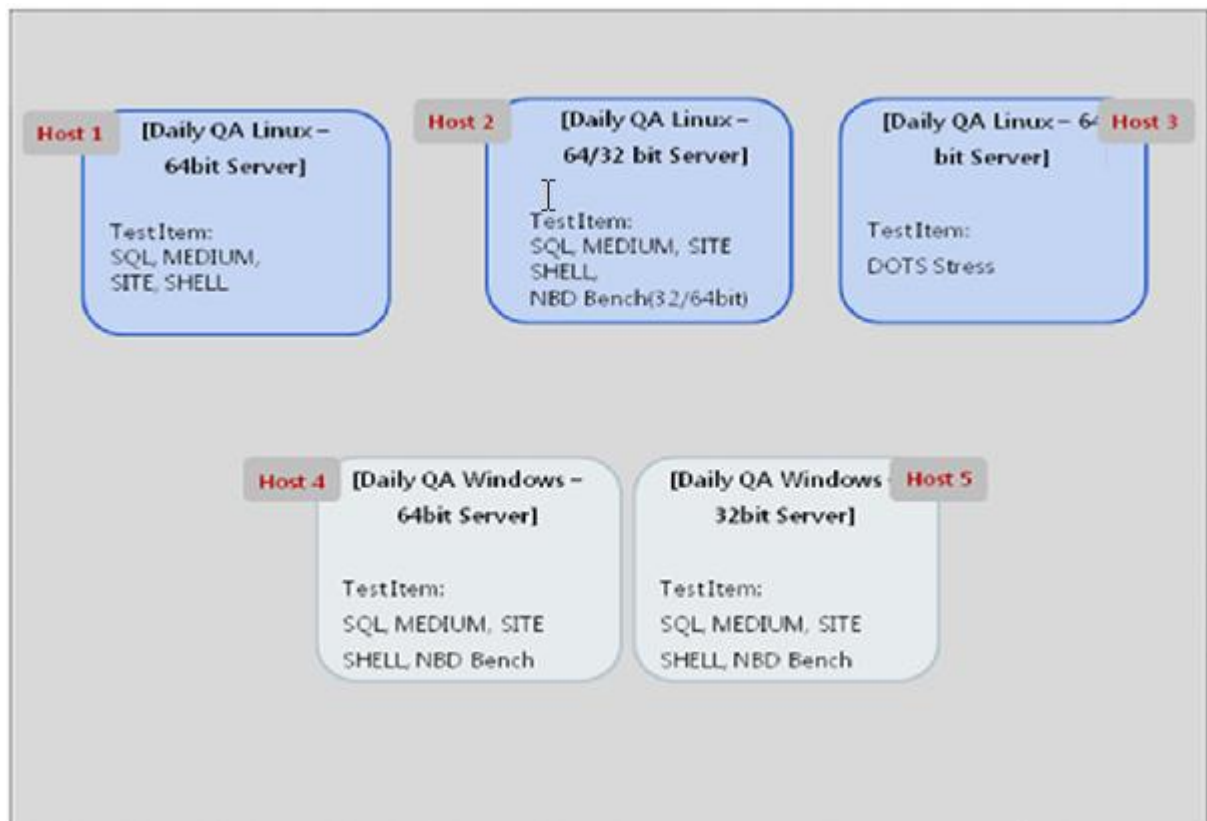 Host 1
[Daily QA Linux –
64bit Server]
TestItem:
SQL, MEDIUM,
SITE, SHELL
Host 2
[Daily QA Linux –
64/32 bit Server]
TestItem:
SQL, MEDIUM, SITE
SHELL,
NBD Bench(32/64bit)
Host 3
[Daily QA Linux – 64
bit Server]
TestItem:
DOTS Stress
Host 4
[Daily QA Windows –
64bit Server]
TestItem:
SQL, MEDIUM, SITE
SHELL, NBD Bench
Host 5
[Daily QA Windows –
32bit Server]
TestItem:
SQL, MEDIUM, SITE
SHELL, NBD Bench